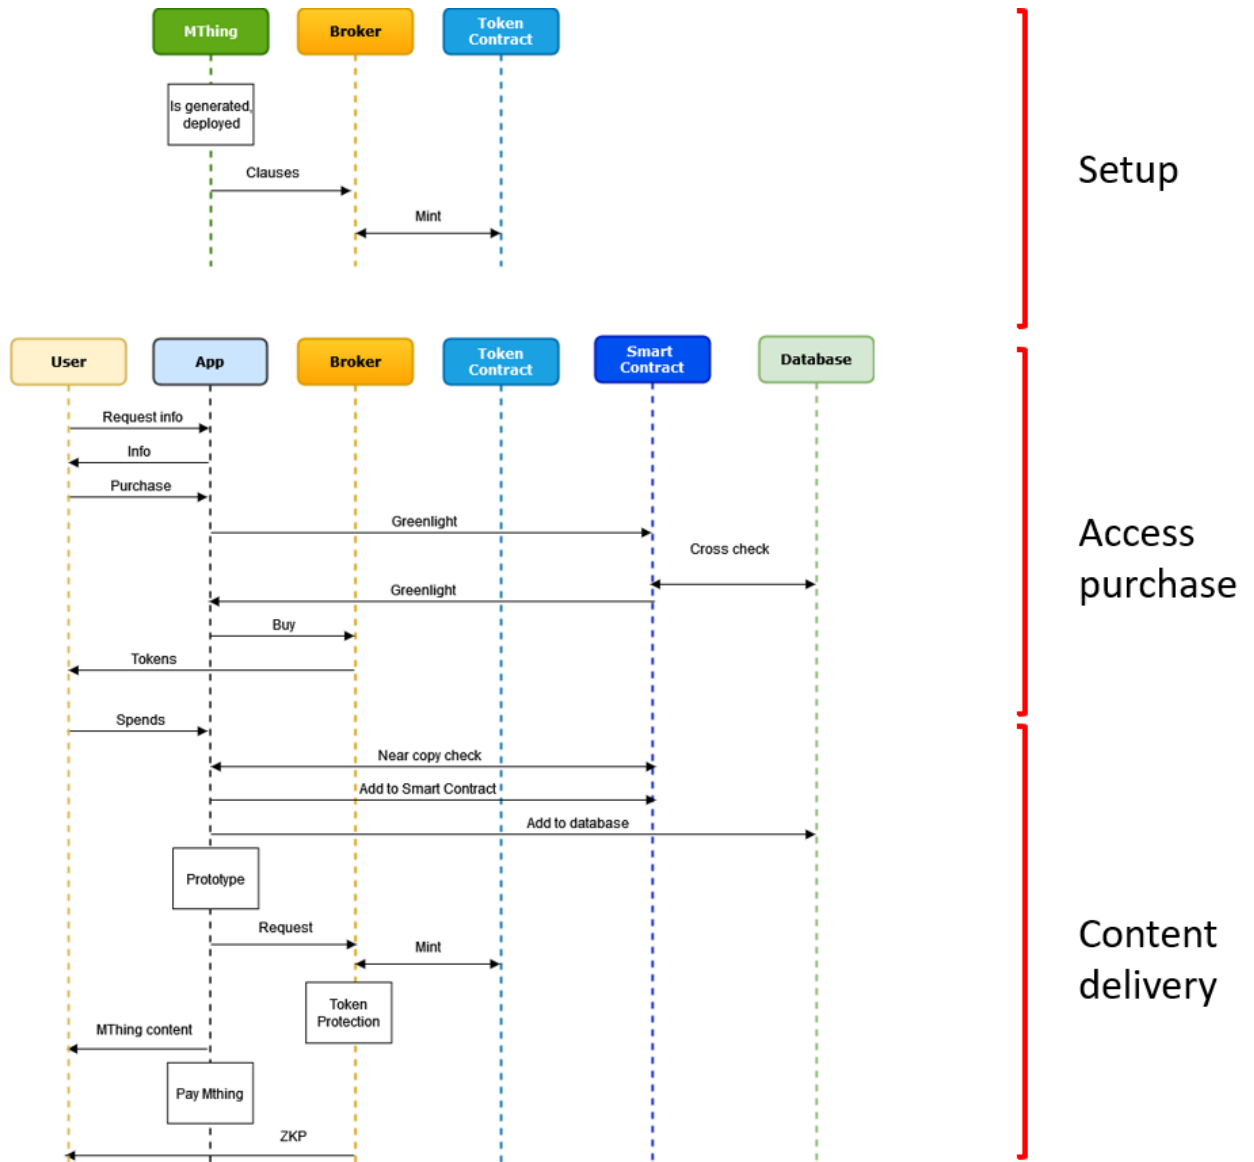 MThing
Broker
Token
Contract
Is generated,
deployed
Clauses
Mint
Setup
User
App
Broker
Token
Contract
Smart
Contract
Database
Request info
Info
Purchase
Greenlight
Cross check
Greenlight
Buy
Tokens
Access
purchase
Spends
Near copy check
Add to Smart Contract
Add to database
Prototype
Request
Mint
Token
Protection
MThing content
Pay Mthing
ZKP
Content
delivery